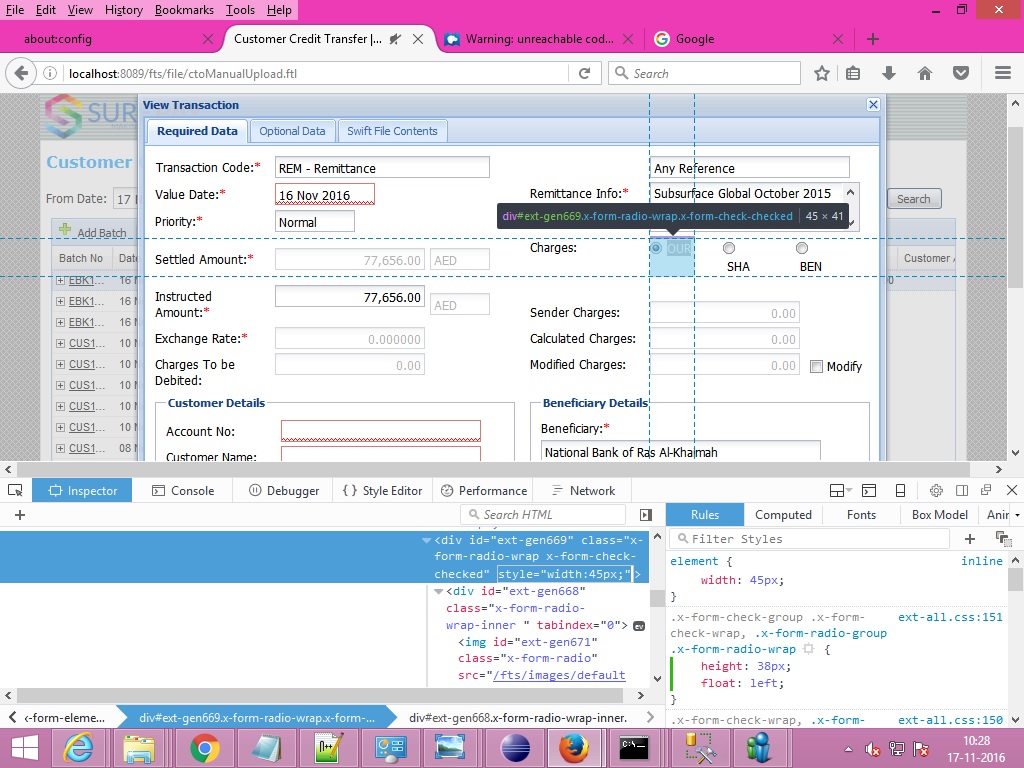 File Edit View History Bookmarks Tools Help
about:config
Customer Credit Transfer |...
Warning: unreachable cod...
Google
localhost:8089/fts/file/ctoManualUpload.ftl
Search
SUR
View Transaction
Required Data Optional Data Swift File Contents
Customer
Transaction Code:* REM - Remittance
Any Reference
From Date: 17
Value Date:* 16 Nov 2016
Remittance Info:* Subsurface Global October 2015
Search
Priority:* Normal
div#ext-gen669.x-form-radio-wrap.x-form-check-checked 45 × 41
Add Batch
Charges: OUR
SHA
BEN
Batch No Date
Customer
Settled Amount:* 77,656.00 AED
EBK1...
16 N
0
EBK1...
16 N
EBK1...
16 N
CUS1...
10 N
CUS1...
10 N
CUS1...
10 N
CUS1...
10 N
CUS1...
10 N
CUS1...
08 N
Instructed
Amount:* 77,656.00 AED
Sender Charges: 0.00
Exchange Rate:* 0.000000
Calculated Charges: 0.00
Charges To be
Debited: 0.00
Modified Charges: 0.00 Modify
Customer Details
Beneficiary Details
Account No:
Beneficiary:*
Customer Name:
National Bank of Ras Al-Khaimah
Inspector Console Debugger { } Style Editor Performance Network
+
Search HTML
Rules Computed Fonts Box Model Anir
<div id="ext-gen669" class="x-
form-radio-wrap x-form-check-
checked" style="width:45px;">
<div id="ext-gen668"
class="x-form-radio-
wrap-inner " tabindex="0"> ev
<img id="ext-gen671"
class="x-form-radio"
src="/fts/images/default
Filter Styles +
element { inline
width: 45px;
}
.x-form-check-group .x-form- ext-all.css:151
check-wrap, .x-form-radio-group
.x-form-radio-wrap {
height: 38px;
float: left;
}
.x-form-check-wrap, .x-form- ext-all.css:150
x-form-eleme... div#ext-gen669.x-form-radio-wrap.x-form-... div#ext-gen668.x-form-radio-wrap-inner.
C:\
10:28
17-11-2016